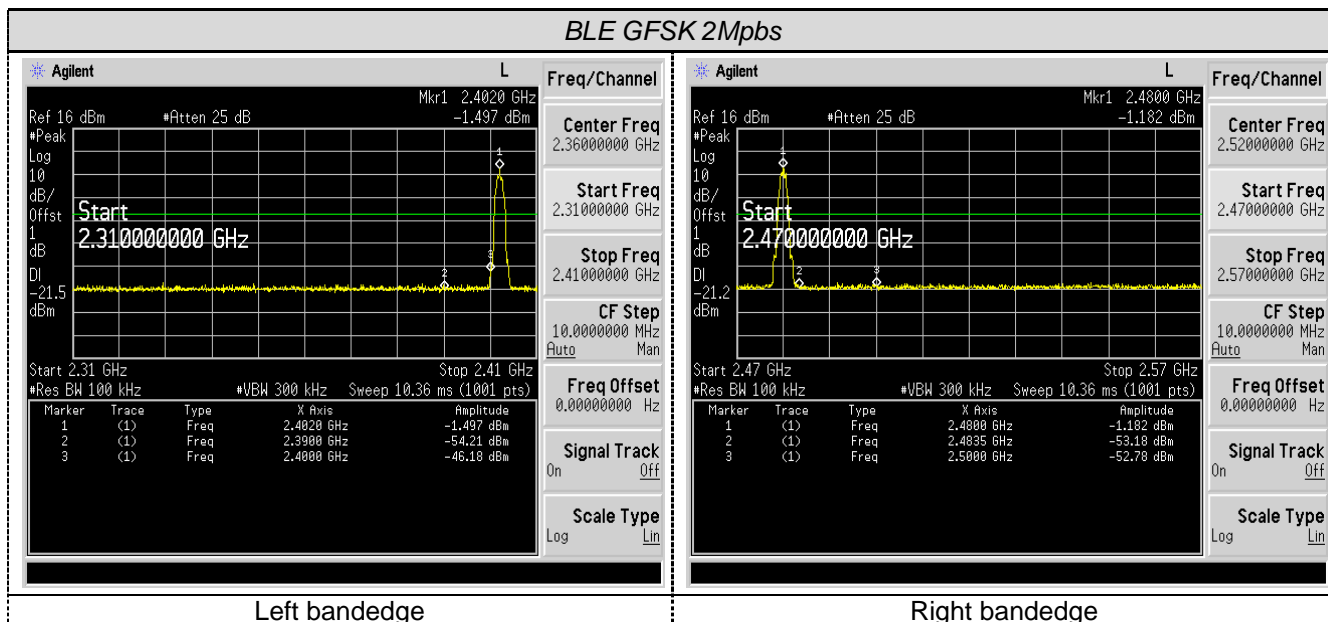 BLE GFSK 2Mpbs
Agilent L
Mkr1 2.4020 GHz
Ref 16 dBm #Atten 25 dB -1.497 dBm
#Peak
Log
10
dB/
Offst
1
dB
DI
-21.5
dBm
1
2
3
Start
2.310000000 GHz
Start 2.31 GHz Stop 2.41 GHz
#Res BW 100 kHz #VBW 300 kHz Sweep 10.36 ms (1001 pts)
Marker Trace Type X Axis Amplitude
1 (1) Freq 2.4020 GHz -1.497 dBm
2 (1) Freq 2.3900 GHz -54.21 dBm
3 (1) Freq 2.4000 GHz -46.18 dBm
Freq/Channel
Center Freq
2.36000000 GHz
Start Freq
2.31000000 GHz
Stop Freq
2.41000000 GHz
CF Step
10.0000000 MHz
Auto Man
Freq Offset
0.00000000 Hz
Signal Track
On Off
Scale Type
Log Lin
Left bandedge
Agilent L
Mkr1 2.4800 GHz
Ref 16 dBm #Atten 25 dB -1.182 dBm
#Peak
Log
10
dB/
Offst
1
dB
DI
-21.2
dBm
1
2
3
Start
2.470000000 GHz
Start 2.47 GHz Stop 2.57 GHz
#Res BW 100 kHz #VBW 300 kHz Sweep 10.36 ms (1001 pts)
Marker Trace Type X Axis Amplitude
1 (1) Freq 2.4800 GHz -1.182 dBm
2 (1) Freq 2.4835 GHz -53.18 dBm
3 (1) Freq 2.5000 GHz -52.78 dBm
Freq/Channel
Center Freq
2.52000000 GHz
Start Freq
2.47000000 GHz
Stop Freq
2.57000000 GHz
CF Step
10.0000000 MHz
Auto Man
Freq Offset
0.00000000 Hz
Signal Track
On Off
Scale Type
Log Lin
Right bandedge